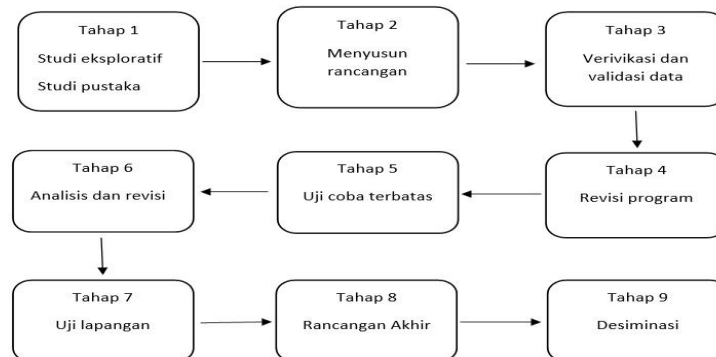 Tahap 1
Studi eksploratif
Studi pustaka
Tahap 2
Menyusun
rancangan
Tahap 3
Verivikasi dan
validasi data
Tahap 4
Revisi program
Tahap 5
Uji coba terbatas
Tahap 6
Analisis dan revisi
Tahap 7
Uji lapangan
Tahap 8
Rancangan Akhir
Tahap 9
Desiminasi